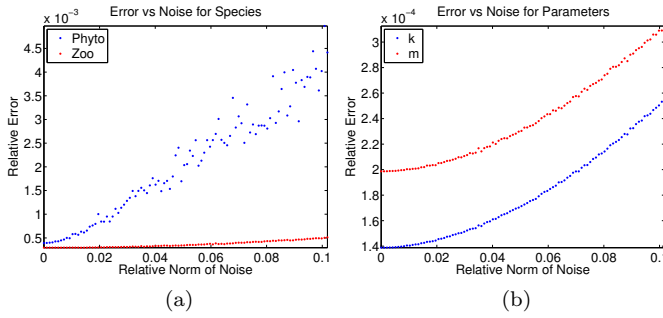 Error vs Noise for Species
x 10⁻³
Phyto
Zoo
4.5
4
3.5
3
2.5
2
1.5
1
0.5
Relative Error
0 0.02 0.04 0.06 0.08 0.1
Relative Norm of Noise
(a)
Error vs Noise for Parameters
x 10⁻⁴
k
m
3
2.8
2.6
2.4
2.2
2
1.8
1.6
1.4
Relative Error
0 0.02 0.04 0.06 0.08 0.1
Relative Norm of Noise
(b)